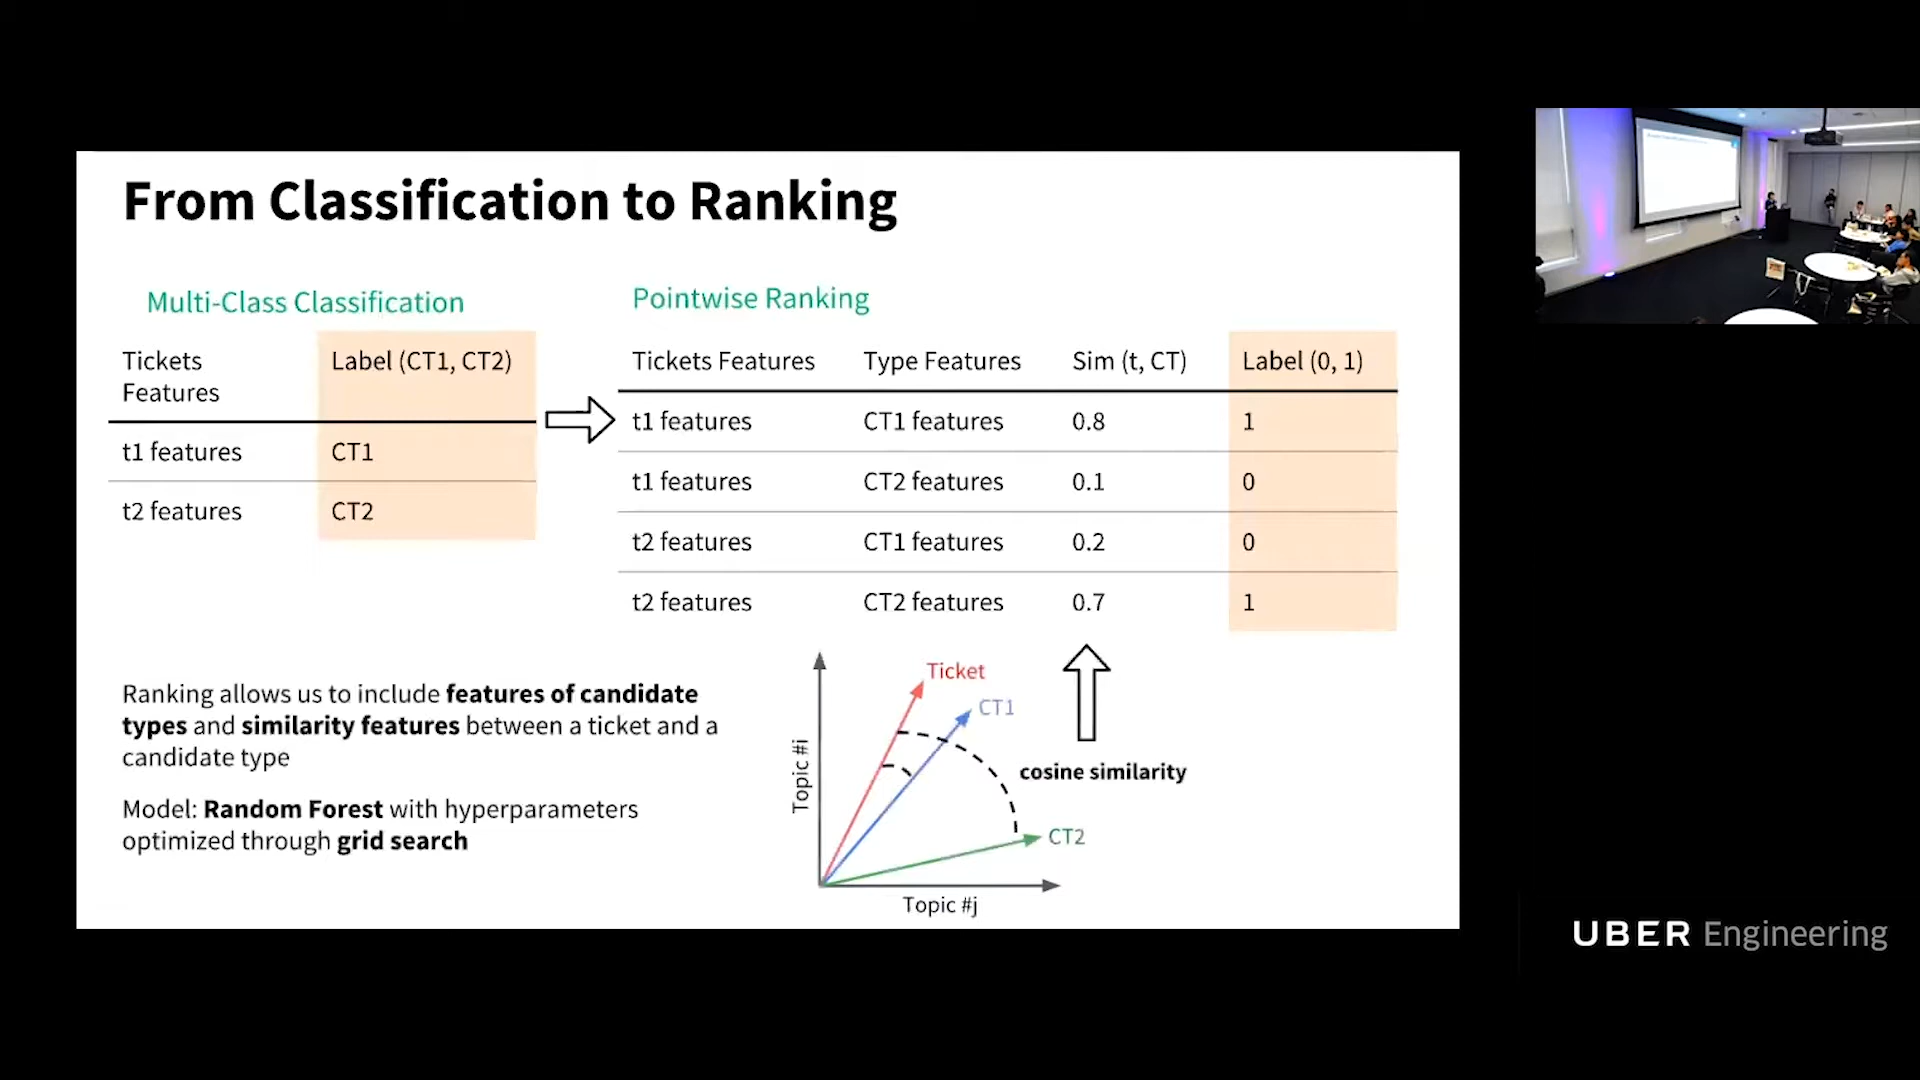 From Classification to Ranking
Multi-Class Classification
Tickets Features
Label (CT1, CT2)
t1 features CT1
t2 features CT2
Pointwise Ranking
Tickets Features Type Features Sim (t, CT) Label (0, 1)
t1 features CT1 features 0.8 1
t1 features CT2 features 0.1 0
t2 features CT1 features 0.2 0
t2 features CT2 features 0.7 1
Ranking allows us to include features of candidate
types and similarity features between a ticket and a
candidate type
Model: Random Forest with hyperparameters
optimized through grid search
Ticket
CT1
CT2
Topic #i
Topic #j
cosine similarity
UBER Engineering